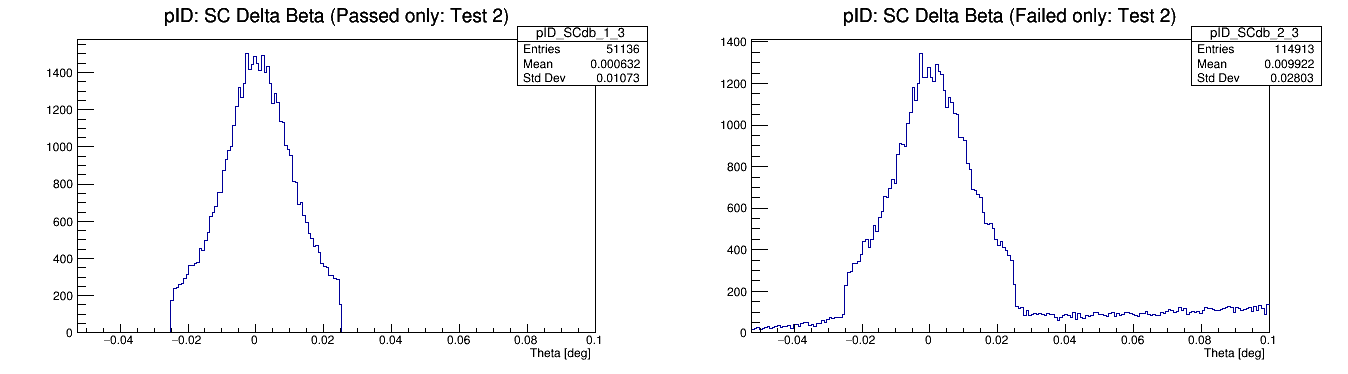 pID: SC Delta Beta (Passed only: Test 2)
pID_SCdb_1_3
Entries 51136
Mean 0.000632
Std Dev 0.01073
1400
1200
1000
800
600
400
200
0
−0.04 −0.02 0 0.02 0.04 0.06 0.08 0.1
Theta [deg]
pID: SC Delta Beta (Failed only: Test 2)
pID_SCdb_2_3
Entries 114913
Mean 0.009922
Std Dev 0.02803
1400
1200
1000
800
600
400
200
0
−0.04 −0.02 0 0.02 0.04 0.06 0.08 0.1
Theta [deg]